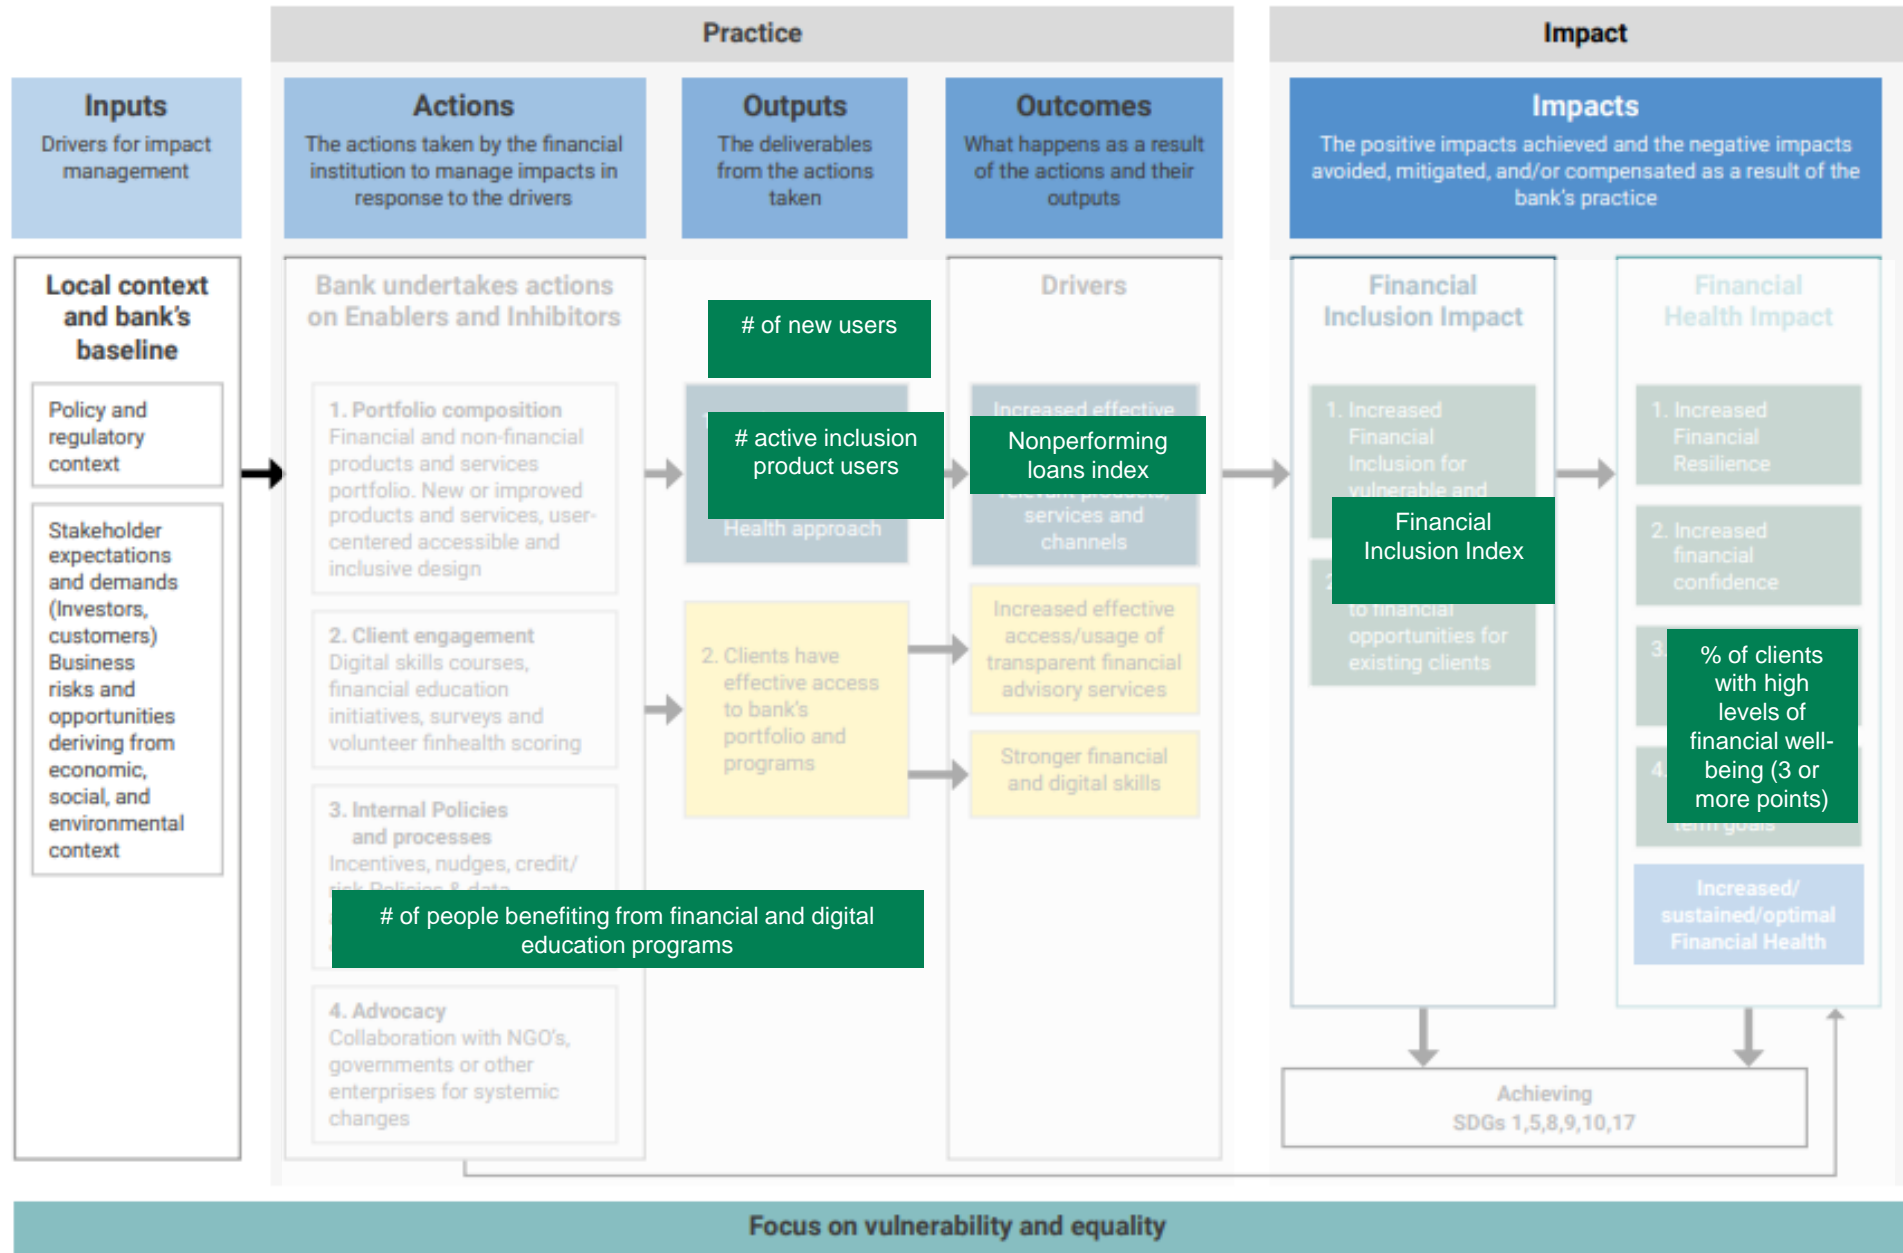 Practice
Impact
Inputs
Drivers for impact
management
Actions
The actions taken by the financial
institution to manage impacts in
response to the drivers
Outputs
The deliverables
from the actions
taken
Outcomes
What happens as a result
of the actions and their
outputs
Impacts
The positive impacts achieved and the negative impacts
avoided, mitigated, and/or compensated as a result of the
bank's practice
Local context
and bank's
baseline
Policy and
regulatory
context
Stakeholder
expectations
and demands
(Investors,
customers)
Business
risks and
opportunities
deriving from
economic,
social, and
environmental
context
Bank undertakes actions
on Enablers and Inhibitors
1. Portfolio composition
Financial and non-financial
products and services
portfolio. New or improved
products and services, user-
centered accessible and
inclusive design
2. Client engagement
Digital skills courses,
financial education
initiatives, surveys and
volunteer finhealth scoring
3. Internal Policies
and processes
Incentives, nudges, credit/
risk Policies & data
# of people benefiting from financial and digital
education programs
4. Advocacy
Collaboration with NGO's,
governments or other
enterprises for systemic
changes
# of new users
# active inclusion
product users
Health approach
2. Clients have
effective access
to bank's
portfolio and
programs
Drivers
Increased effective
Nonperforming
loans index
relevant products,
services and
channels
Increased effective
access/usage of
transparent financial
advisory services
Stronger financial
and digital skills
Financial
Inclusion Impact
1. Increased
Financial
Inclusion for
vulnerable and
Financial
Inclusion Index
to financial
opportunities for
existing clients
Financial
Health Impact
1. Increased
Financial
Resilience
2. Increased
financial
confidence
3.
% of clients
with high
levels of
financial well-
being (3 or
more points)
4.
term goals
Increased/
sustained/optimal
Financial Health
Achieving
SDGs 1,5,8,9,10,17
Focus on vulnerability and equality